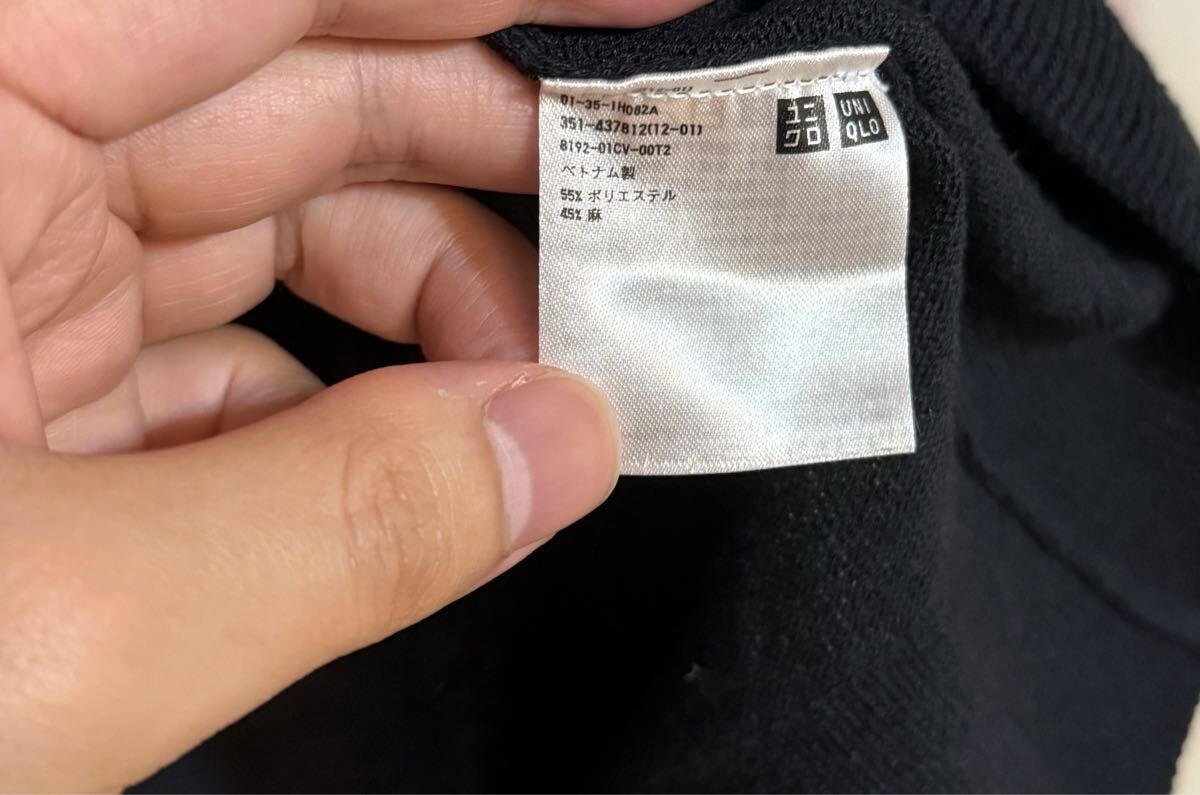 01-35-1H082A
351-437812(12-01)
8192-01CV-00T2
ベトナム製
55% ポリエステル
45% 麻
ユニ
クロ
UNI
QLO